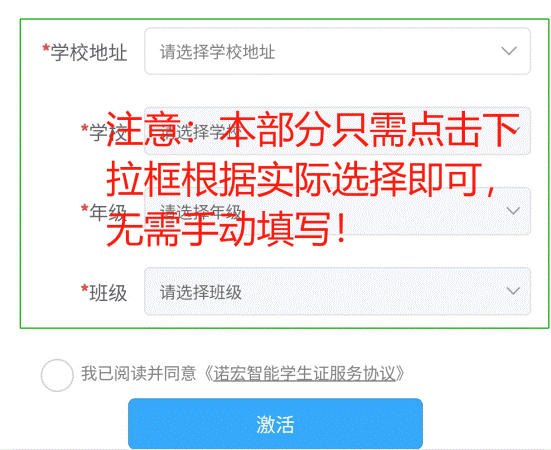 *学校地址 请选择学校地址
*学校 请选择学校
注意：本部分只需点击下
拉框根据实际选择即可，
*年级 请选择年级
无需手动填写！
*班级 请选择班级
我已阅读并同意《诺宏智能学生证服务协议》
激活